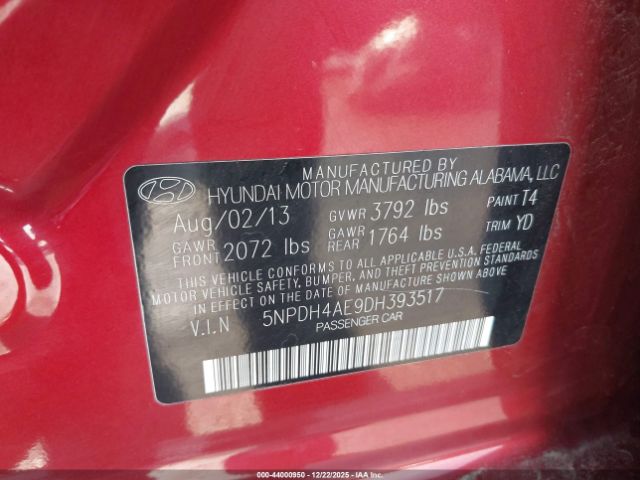 MANUFACTURED BY
HYUNDAI MOTOR MANUFACTURING ALABAMA, LLC
Aug/02/13 GVWR 3792 lbs PAINT T4
GAWR FRONT 2072 lbs GAWR REAR 1764 lbs TRIM YD
THIS VEHICLE CONFORMS TO ALL APPLICABLE U.S.A. FEDERAL
MOTOR VEHICLE SAFETY, BUMPER, AND THEFT PREVENTION STANDARDS
IN EFFECT ON THE DATE OF MANUFACTURE SHOWN ABOVE.
V.I.N 5NPDH4AE9DH393517
PASSENGER CAR
000-44000950 - 12/22/2025 - IAA